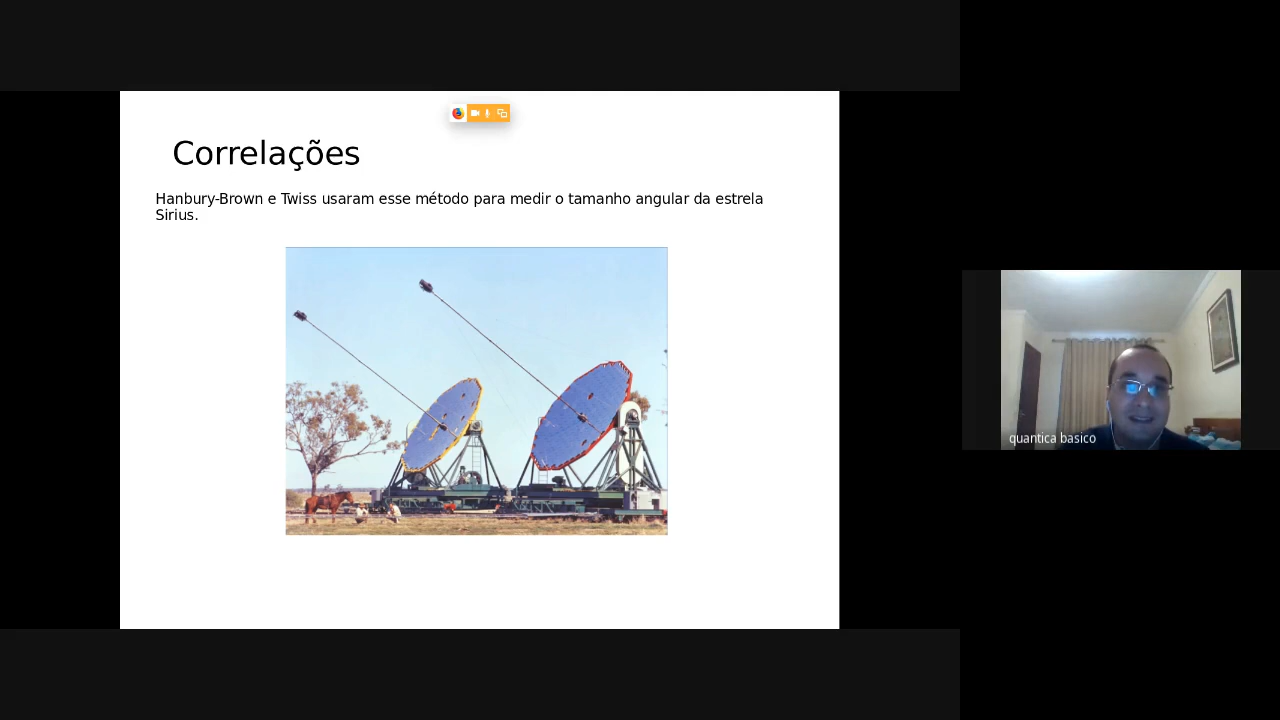 Correlações
Hanbury-Brown e Twiss usaram esse método para medir o tamanho angular da estrela
Sirius.
quantica basico